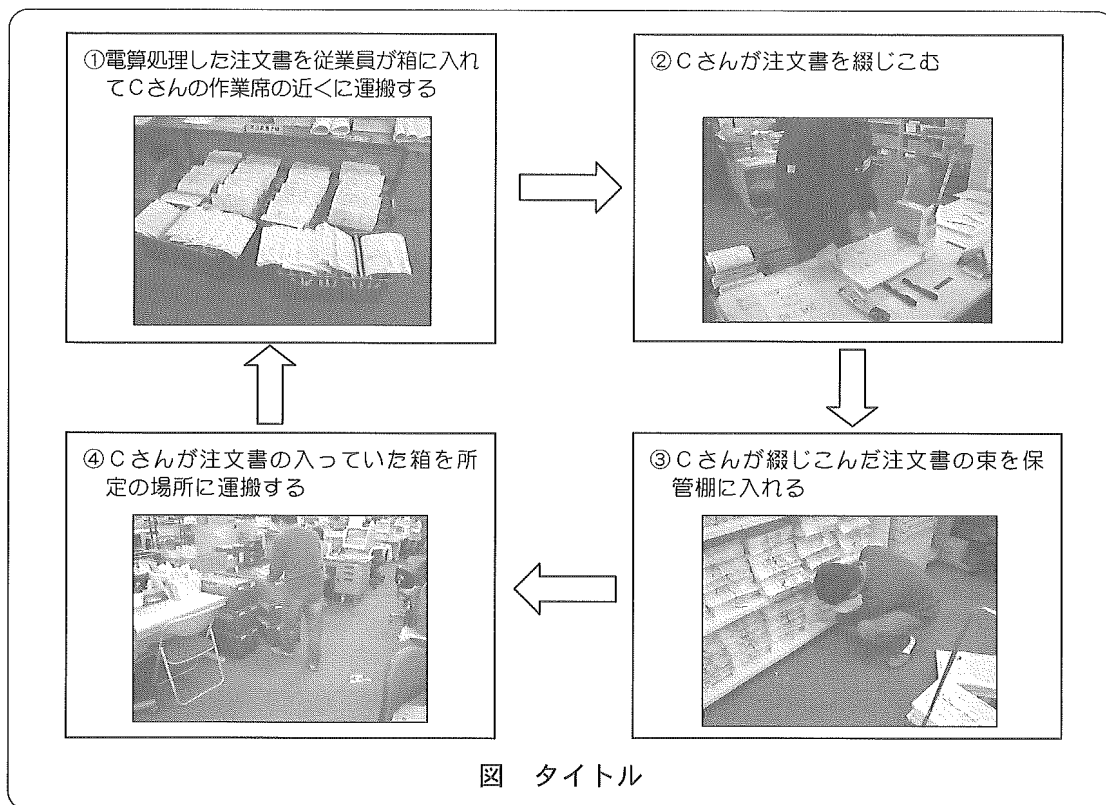 ①電算処理した注文書を従業員が箱に入れ
てCさんの作業席の近くに運搬する
②Cさんが注文書を綴じこむ
③Cさんが綴じこんだ注文書の束を保
管棚に入れる
④Cさんが注文書の入っていた箱を所
定の場所に運搬する
図 タイトル